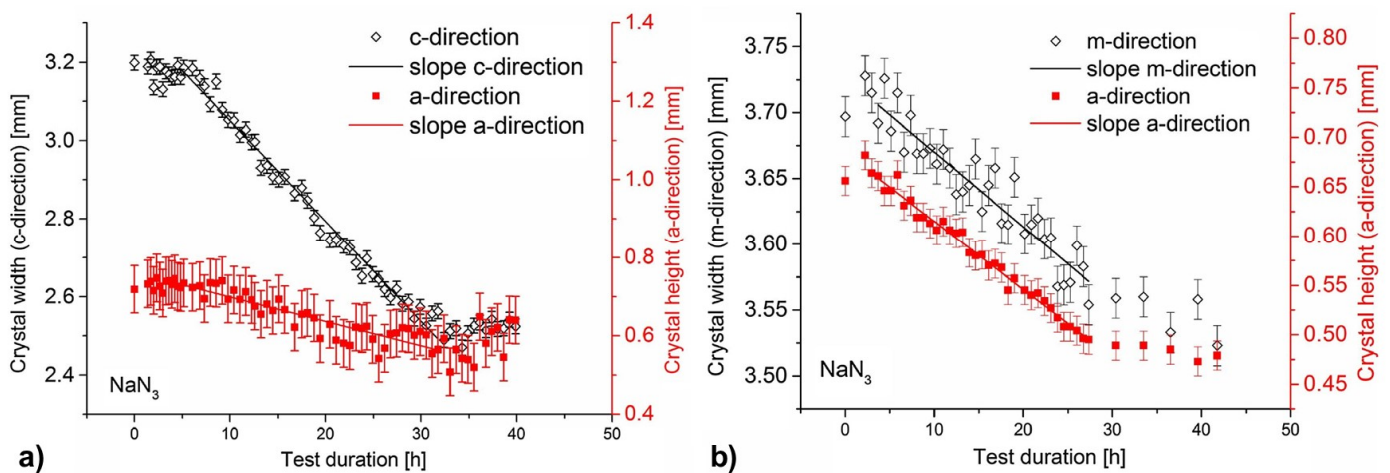 3.2
3.0
2.8
2.6
2.4
Crystal width (c-direction) [mm]
c-direction
slope c-direction
a-direction
slope a-direction
NaN3
1.4
1.2
1.0
0.8
0.6
0.4
Crystal height (a-direction) [mm]
0 10 20 30 40 50
Test duration [h]
a)
3.75
3.70
3.65
3.60
3.55
3.50
Crystal width (m-direction) [mm]
m-direction
slope m-direction
a-direction
slope a-direction
NaN3
0.80
0.75
0.70
0.65
0.60
0.55
0.50
0.45
Crystal height (a-direction) [mm]
0 10 20 30 40 50
Test duration [h]
b)